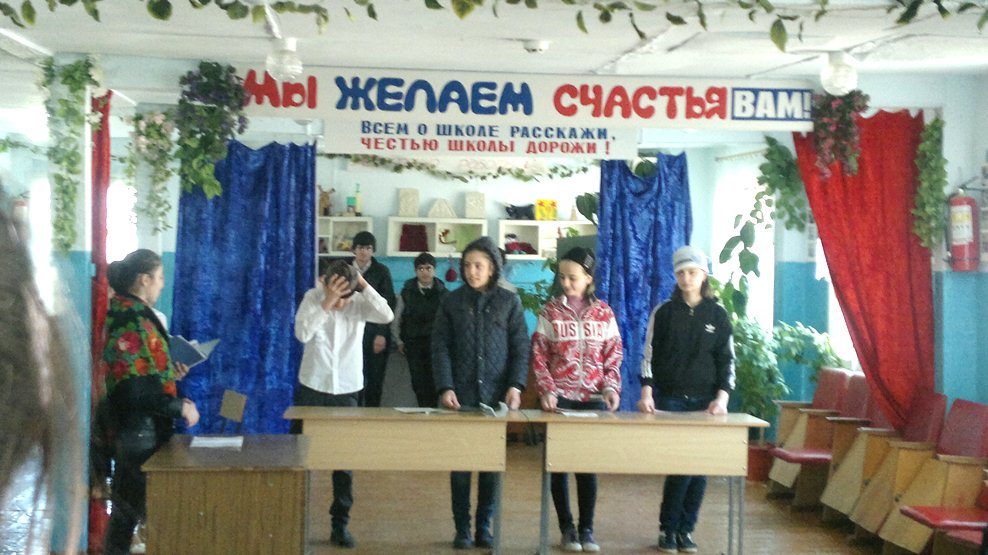 МЫ ЖЕЛАЕМ СЧАСТЬЯ ВАМ!
ВСЕМ О ШКОЛЕ РАССКАЖИ,
ЧЕСТЬЮ ШКОЛЫ ДОРОЖИ!
RUSSIA